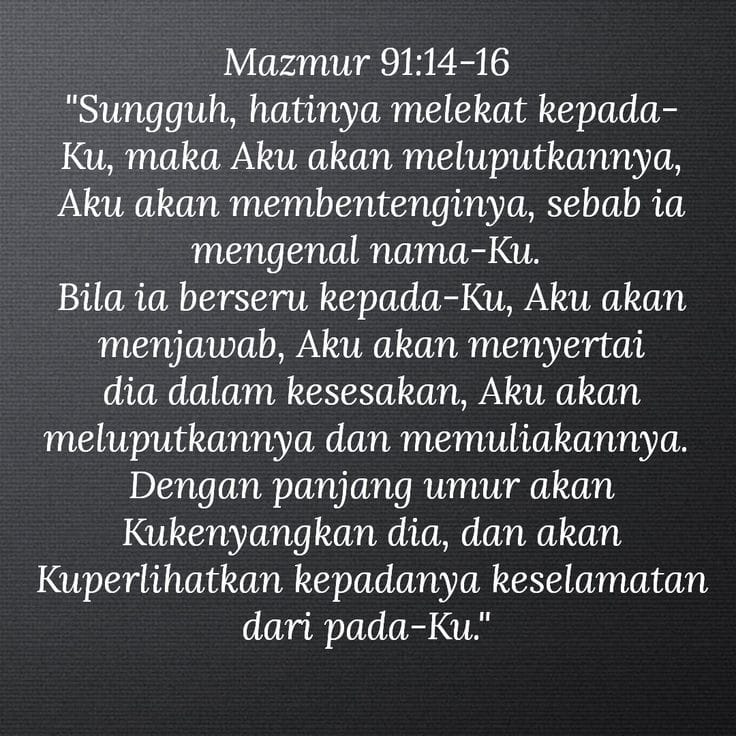 Mazmur 91:14-16
"Sungguh, hatinya melekat kepada-
Ku, maka Aku akan meluputkannya,
Aku akan membentenginya, sebab ia
mengenal nama-Ku.
Bila ia berseru kepada-Ku, Aku akan
menjawab, Aku akan menyertai
dia dalam kesesakan, Aku akan
meluputkannya dan memuliakannya.
Dengan panjang umur akan
Kukenyangkan dia, dan akan
Kuperlihatkan kepadanya keselamatan
dari pada-Ku."